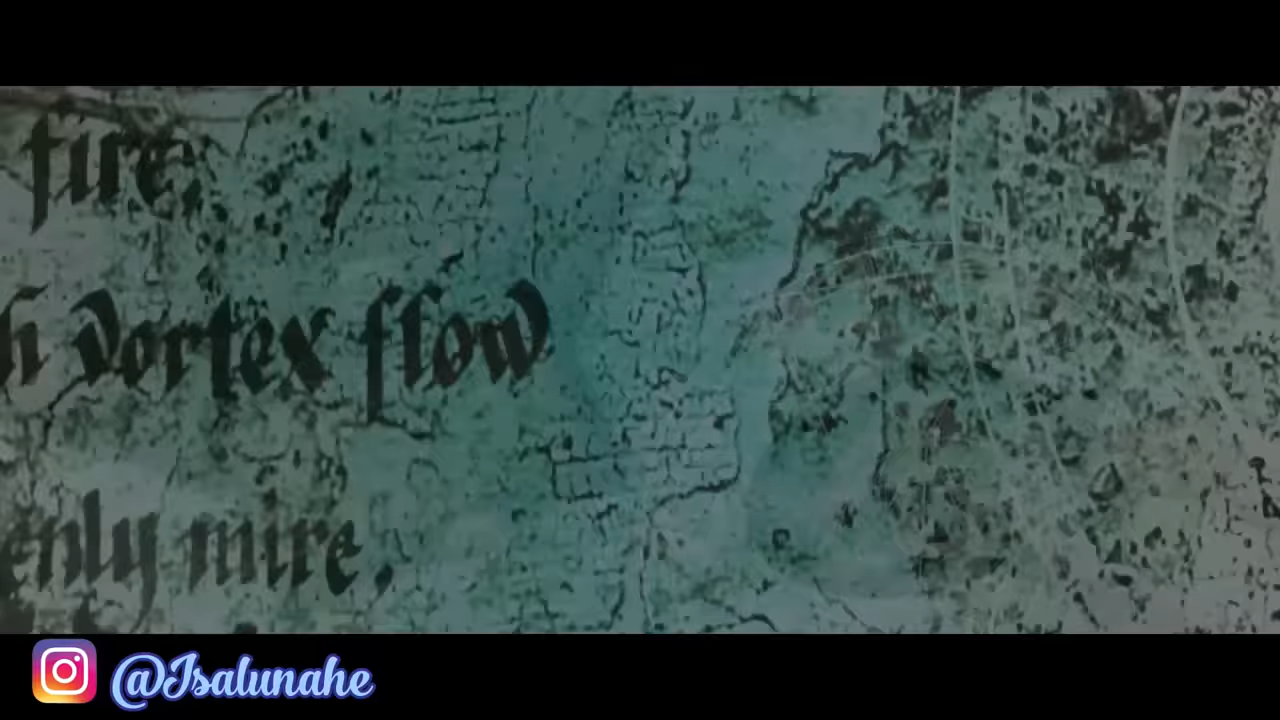 fire,
h vortex flow
enly mire,
@Isalunahe